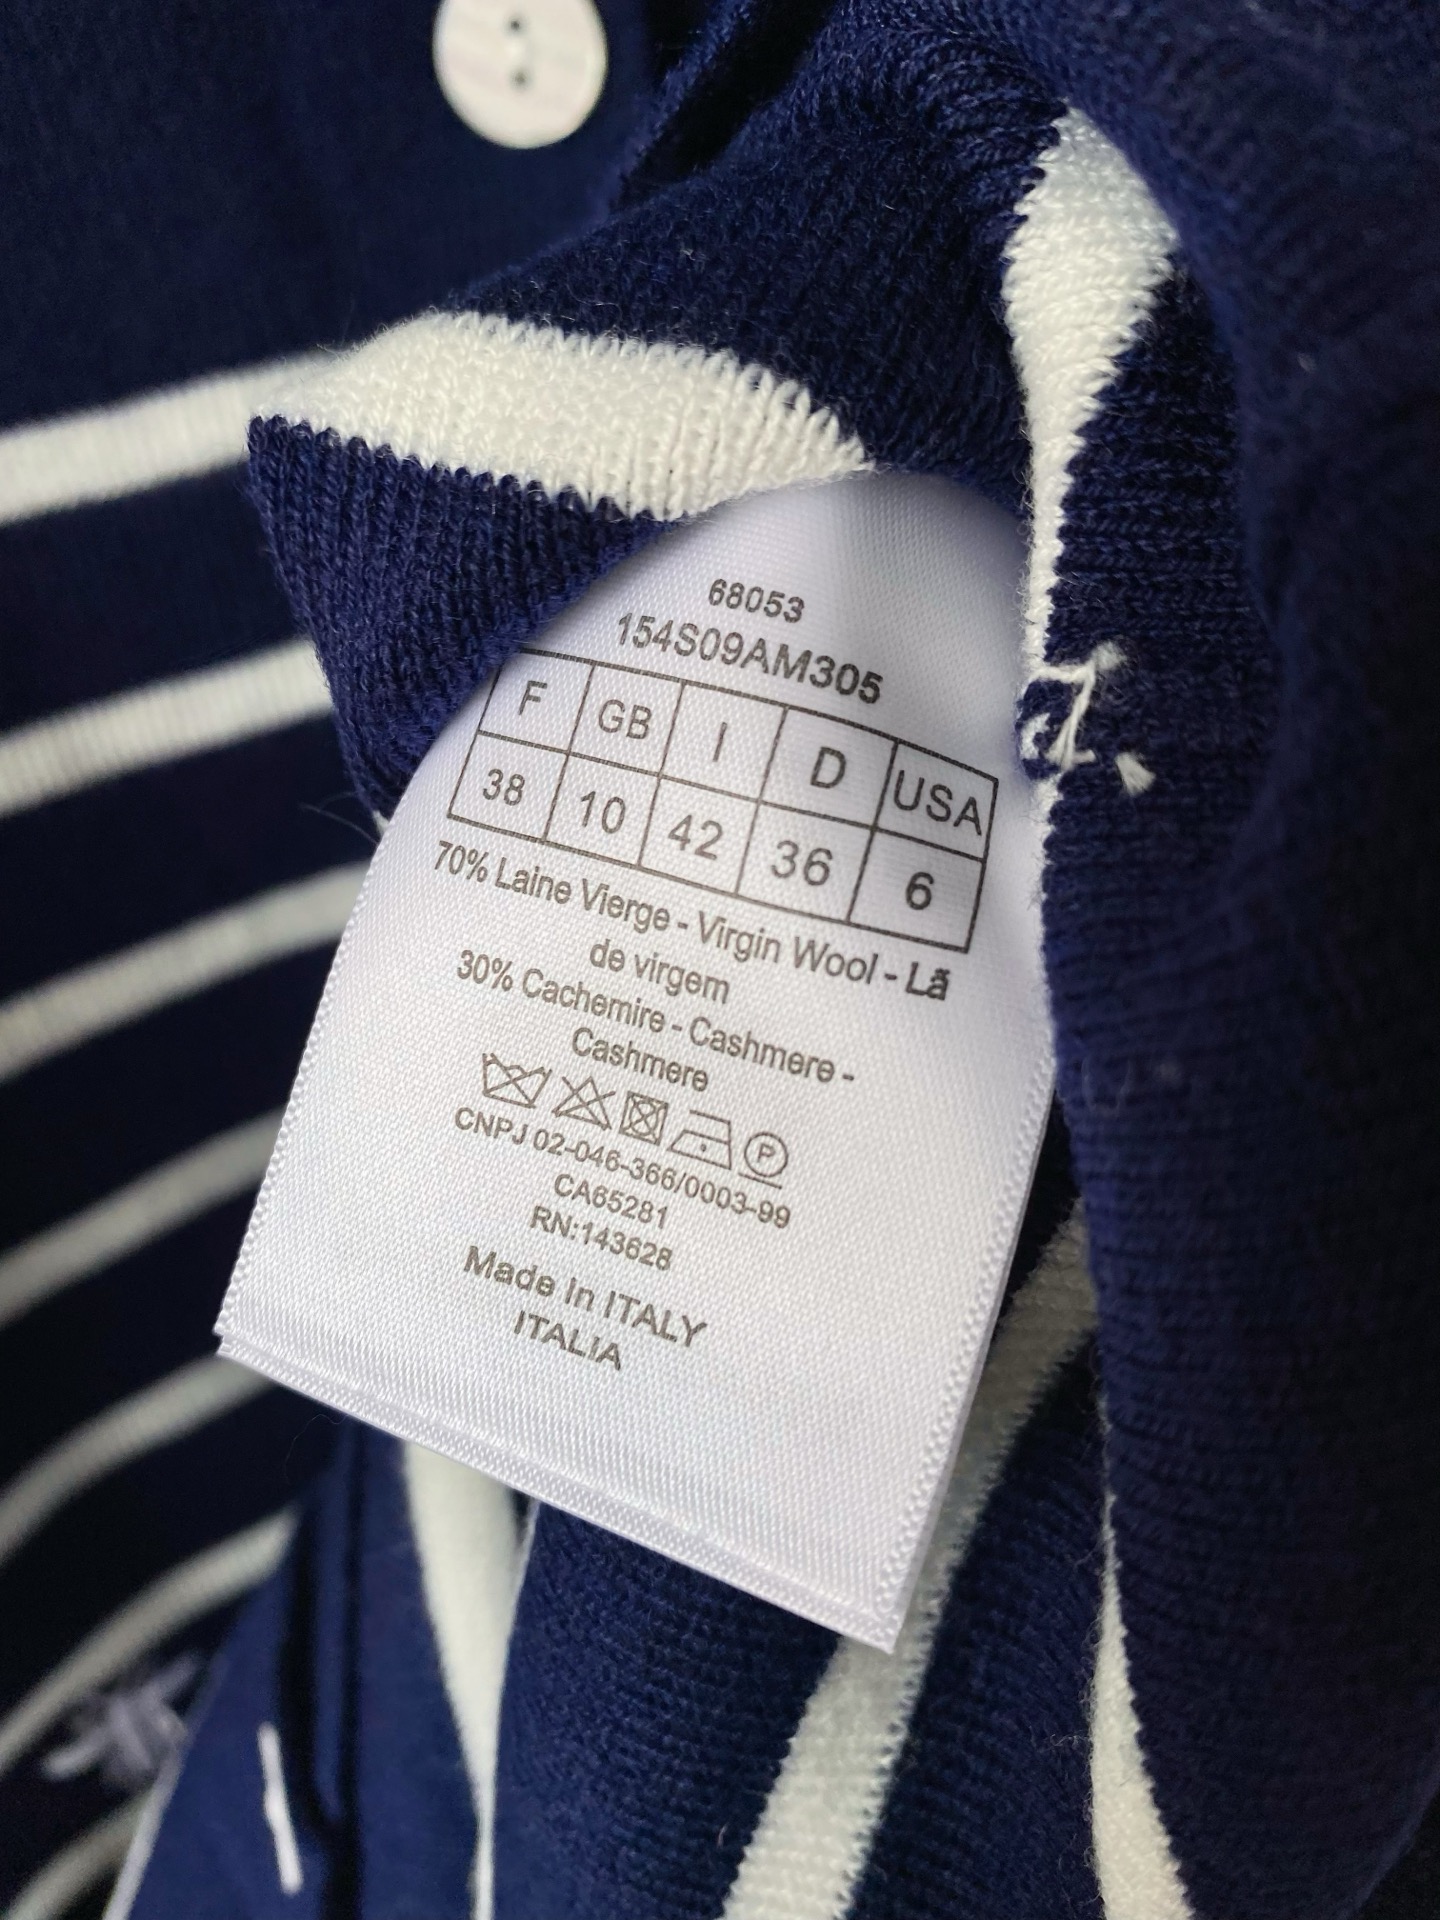 68053
154S09AM305
F GB I D USA
38 10 42 36 6
70% Laine Vierge - Virgin Wool - Lã
de virgem
30% Cachemire - Cashmere -
Cashmere
P
CNPJ 02-046-366/0003-99
CA65281
RN:143628
Made in ITALY
ITALIA